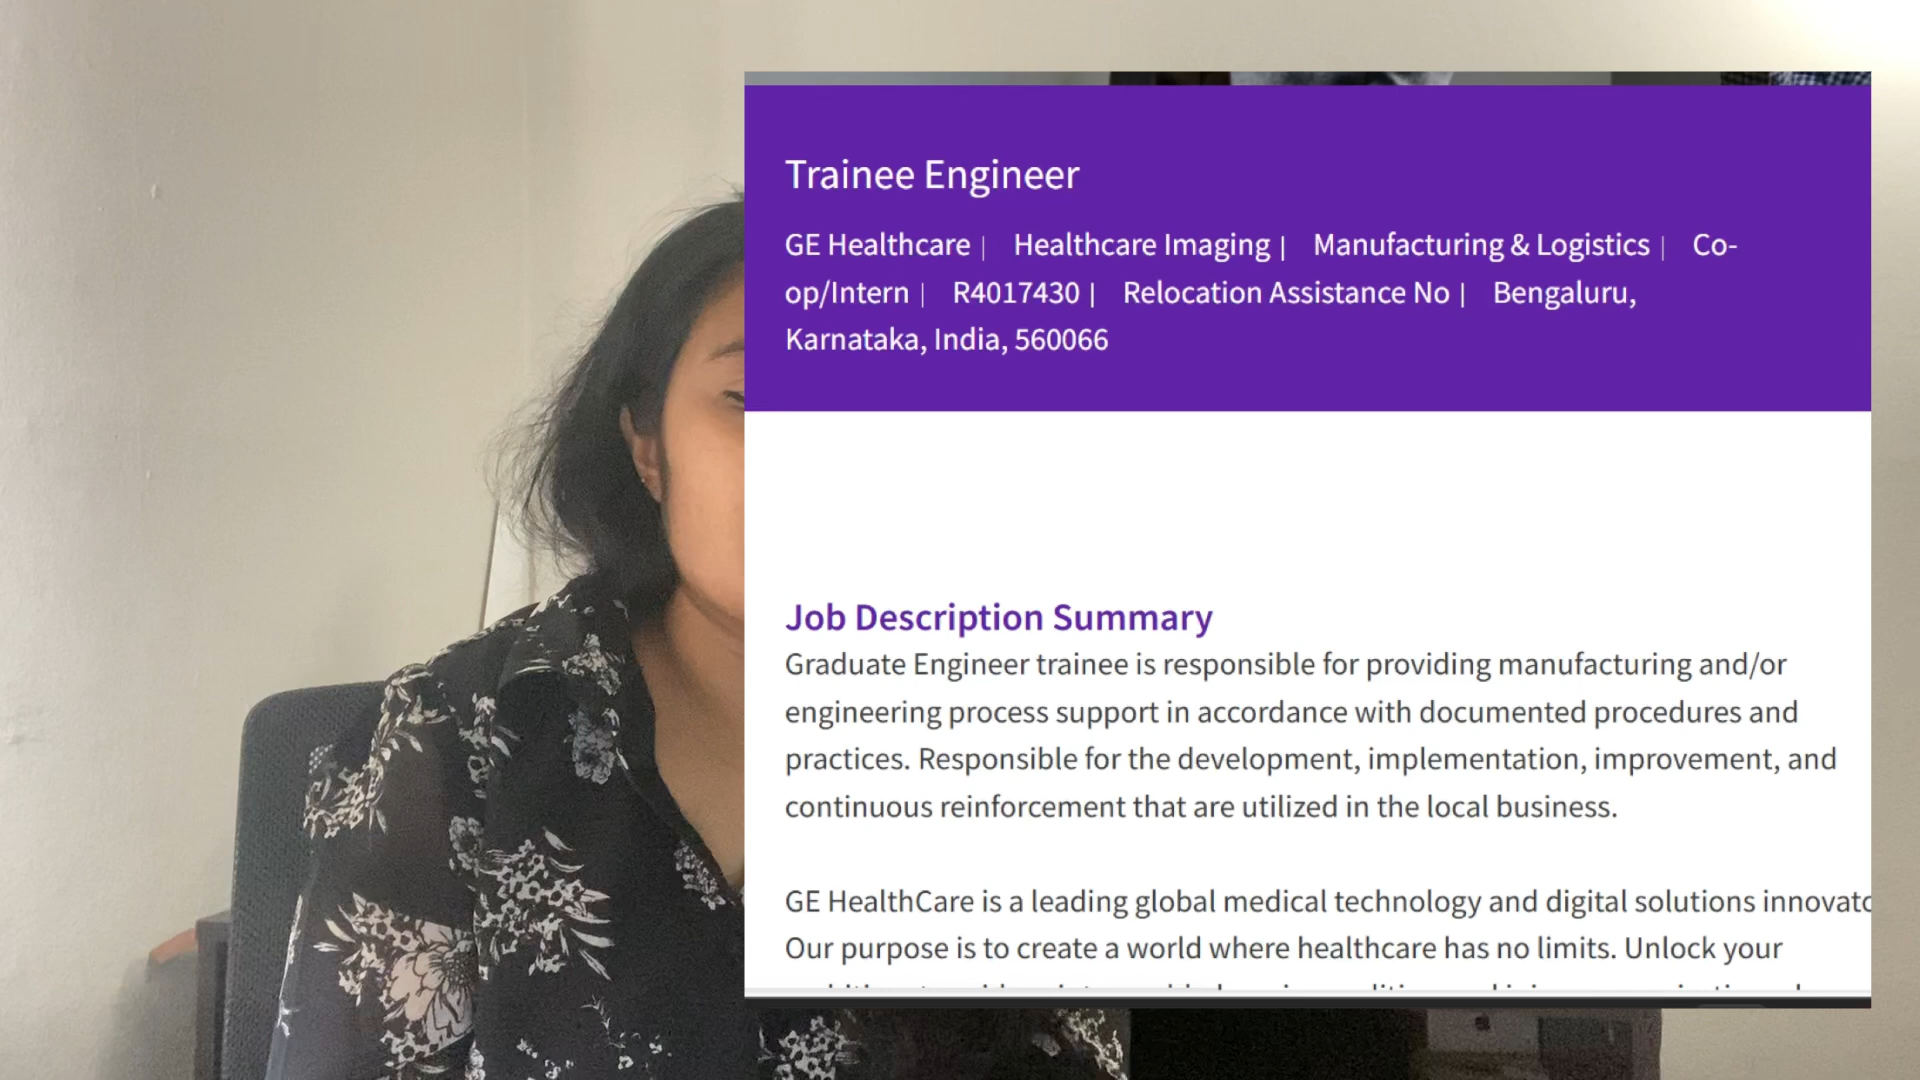 Trainee Engineer
GE Healthcare | Healthcare Imaging | Manufacturing & Logistics | Co-
op/Intern | R4017430 | Relocation Assistance No | Bengaluru,
Karnataka, India, 560066
Job Description Summary
Graduate Engineer trainee is responsible for providing manufacturing and/or
engineering process support in accordance with documented procedures and
practices. Responsible for the development, implementation, improvement, and
continuous reinforcement that are utilized in the local business.
GE HealthCare is a leading global medical technology and digital solutions
Our purpose is to create a world where healthcare has no limits. Unlock your